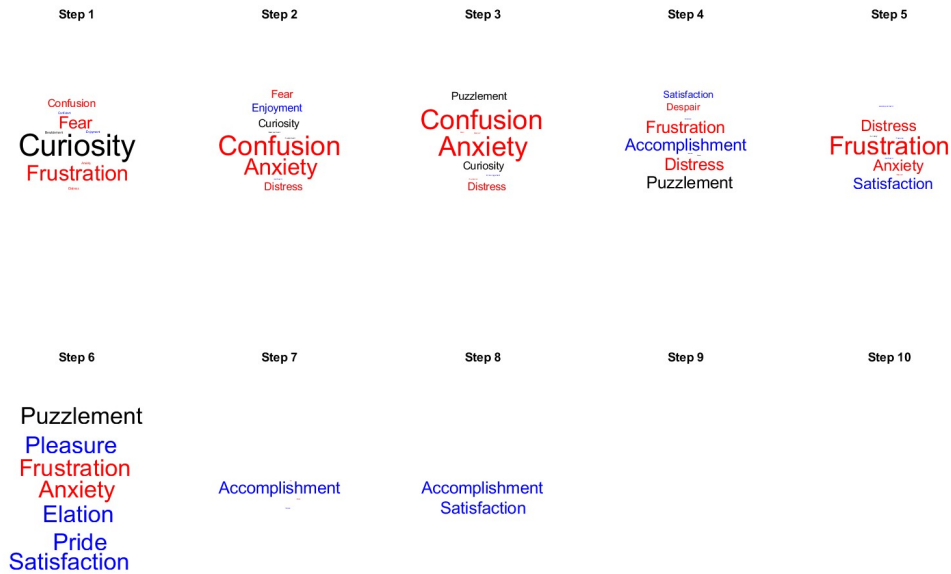 Step 1
Step 2
Step 3
Step 4
Step 5
Confusion
Fear
Curiosity
Frustration
Fear
Enjoyment
Curiosity
Confusion
Anxiety
Distress
Puzzlement
Confusion
Anxiety
Curiosity
Distress
Satisfaction
Despair
Frustration
Accomplishment
Distress
Puzzlement
Distress
Frustration
Anxiety
Satisfaction
Step 6
Step 7
Step 8
Step 9
Step 10
Puzzlement
Pleasure
Frustration
Anxiety
Elation
Pride
Satisfaction
Accomplishment
Accomplishment
Satisfaction